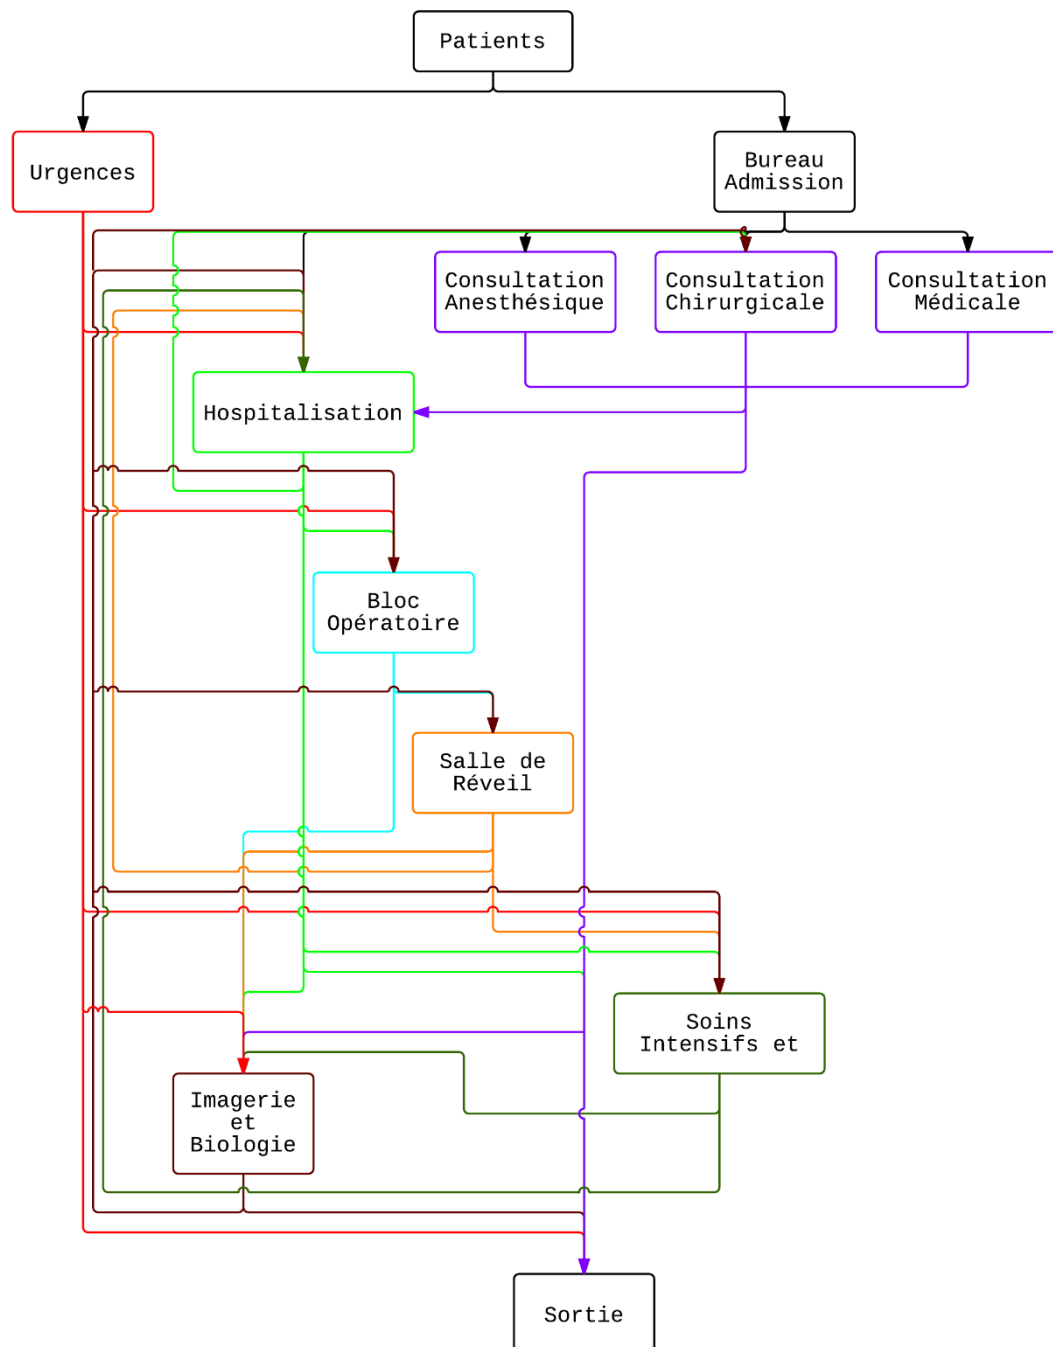 Patients
Urgences
Bureau
Admission
Consultation
Anesthésique
Consultation
Chirurgicale
Consultation
Médicale
Hospitalisation
Bloc
Opératoire
Salle de
Réveil
Soins
Intensifs et
Imagerie
et
Biologie
Sortie